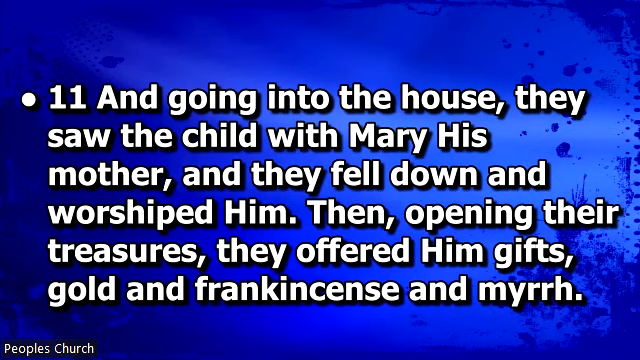 • 11 And going into the house, they
saw the child with Mary His
mother, and they fell down and
worshiped Him. Then, opening their
treasures, they offered Him gifts,
gold and frankincense and myrrh.
Peoples Church